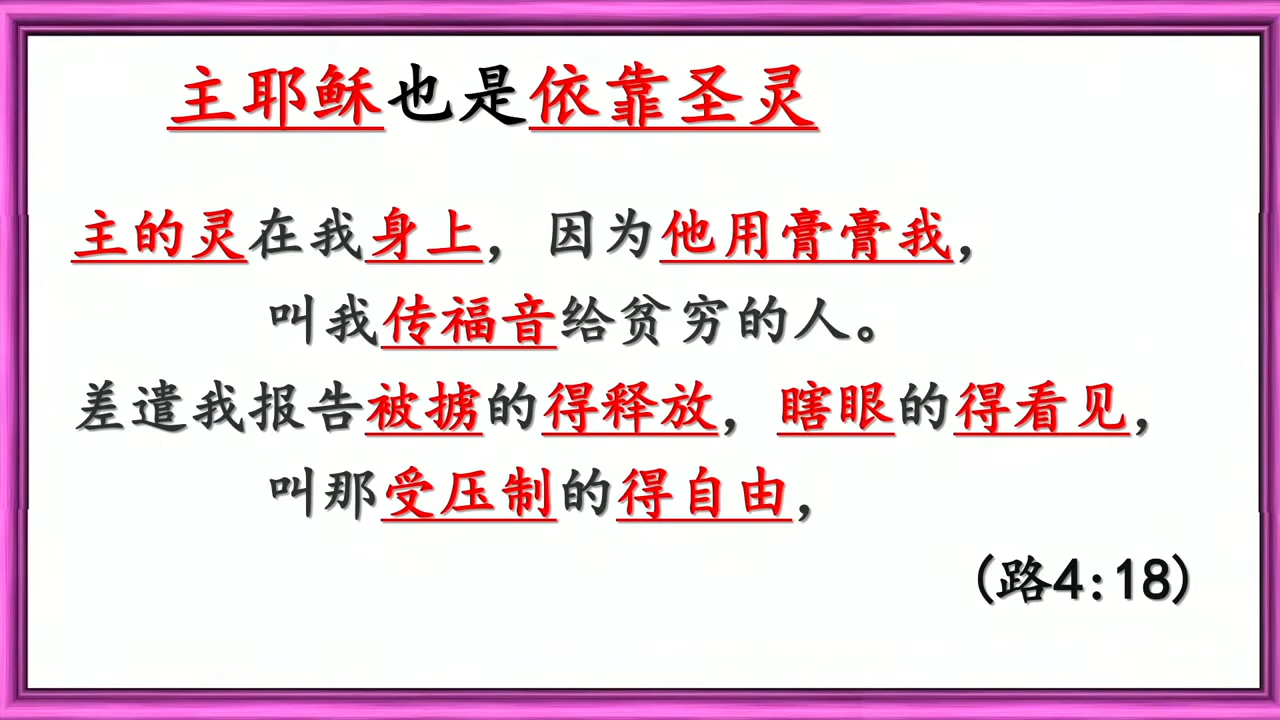 主耶稣也是依靠圣灵
主的灵在我身上，因为他用膏膏我，
叫我传福音给贫穷的人。
差遣我报告被掳的得释放，瞎眼的得看见，
叫那受压制的得自由，
(路4:18)